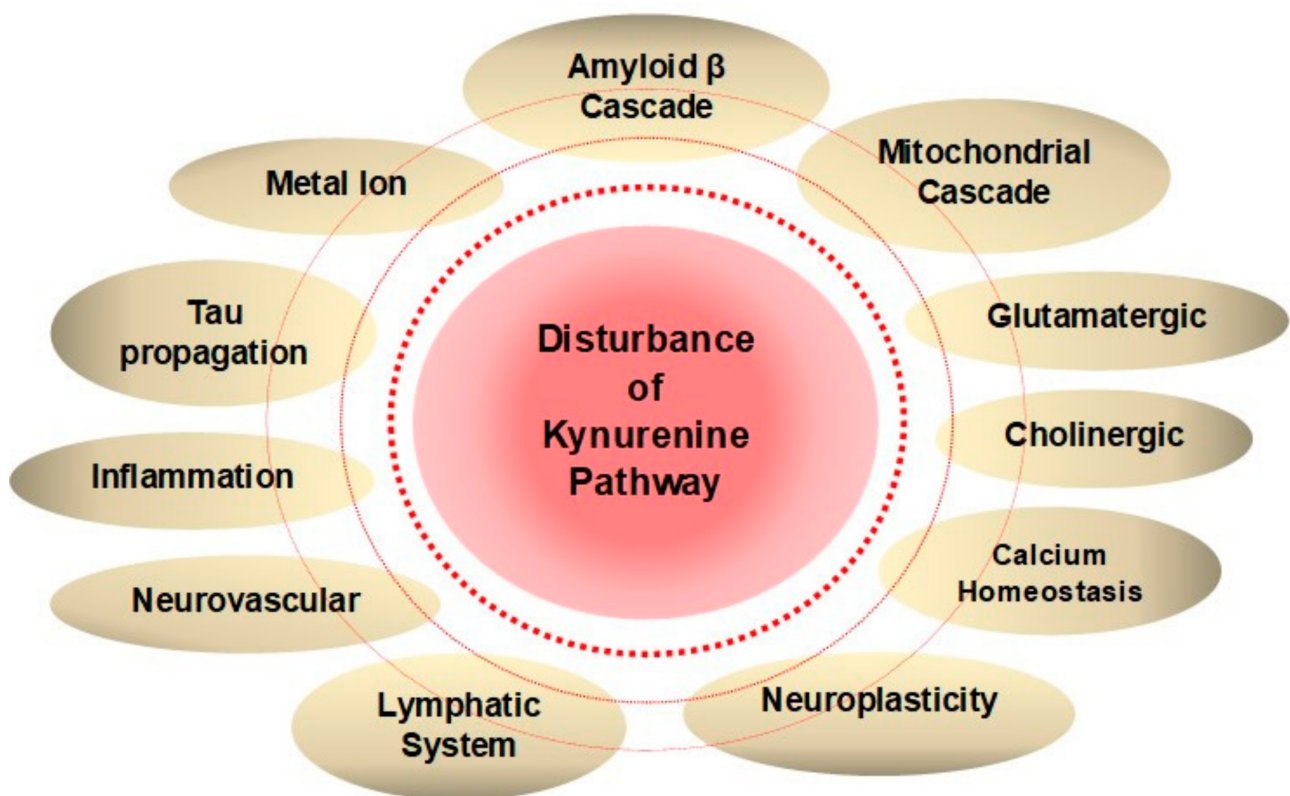 Amyloid β
Cascade
Mitochondrial
Cascade
Metal Ion
Glutamatergic
Tau
propagation
Disturbance
of
Kynurenine
Pathway
Cholinergic
Inflammation
Calcium
Homeostasis
Neurovascular
Neuroplasticity
Lymphatic
System